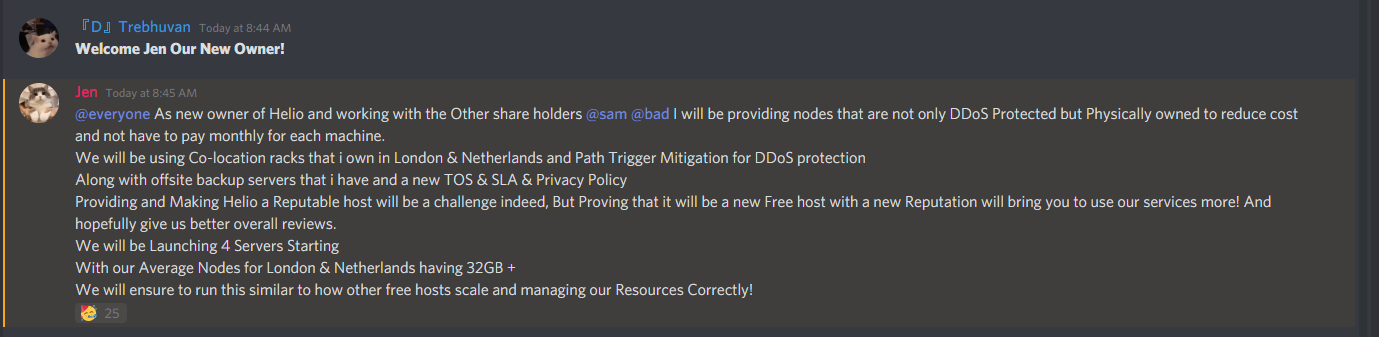 『D』 Trebhuvan Today at 8:44 AM
Welcome Jen Our New Owner!
Jen Today at 8:45 AM
@everyone As new owner of Helio and working with the Other share holders @sam @bad I will be providing nodes that are not only DDoS Protected but Physically owned to reduce cost
and not have to pay monthly for each machine.
We will be using Co-location racks that i own in London & Netherlands and Path Trigger Mitigation for DDoS protection
Along with offsite backup servers that i have and a new TOS & SLA & Privacy Policy
Providing and Making Helio a Reputable host will be a challenge indeed, But Proving that it will be a new Free host with a new Reputation will bring you to use our services more! And
hopefully give us better overall reviews.
We will be Launching 4 Servers Starting
With our Average Nodes for London & Netherlands having 32GB +
We will ensure to run this similar to how other free hosts scale and managing our Resources Correctly!
25